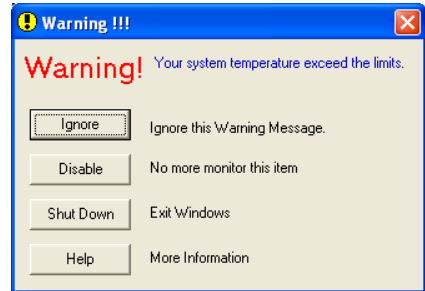 Warning !!!
Warning! Your system temperature exceed the limits.
Ignore Ignore this Warning Message.
Disable No more monitor this item
Shut Down Exit Windows
Help More Information